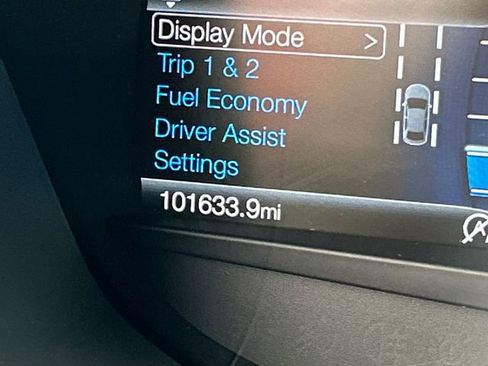 Display Mode >
Trip 1 & 2
Fuel Economy
Driver Assist
Settings
101633.9mi